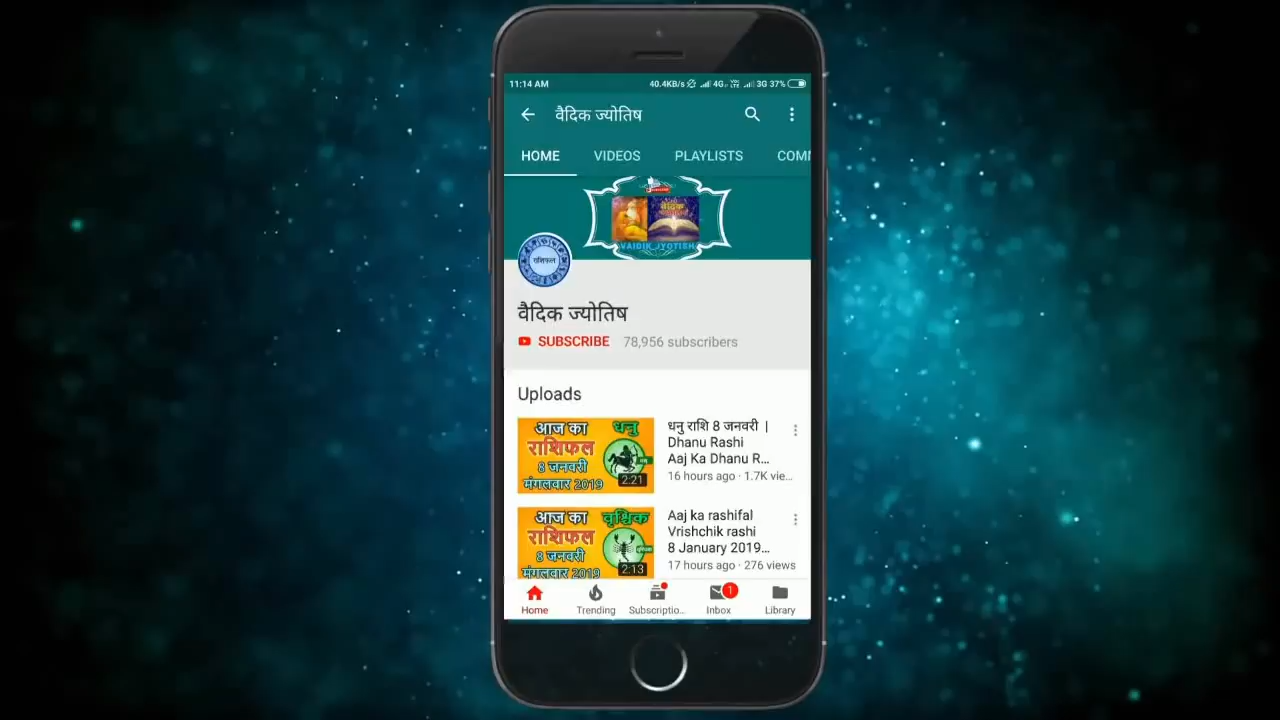 11:14 AM
40.4KB/s 4G VoLTE 3G 37%
वैदिक ज्योतिष
HOME VIDEOS PLAYLISTS COMM
वैदिक
VAIDIK JYOTISH
राशिफल
वैदिक ज्योतिष
SUBSCRIBE 78,956 subscribers
Uploads
आज का धनु
राशिफल
8 जनवरी
मंगलवार 2019
2:21
धनु राशि 8 जनवरी |
Dhanu Rashi
Aaj Ka Dhanu R...
16 hours ago · 1.7K vie...
आज का वृश्चिक
राशिफल
8 जनवरी
मंगलवार 2019
2:13
Aaj ka rashifal
Vrishchik rashi
8 January 2019...
17 hours ago · 276 views
1
Home Trending Subscriptio... Inbox Library